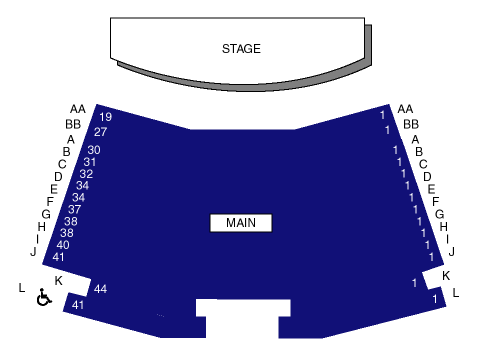 STAGE
AA 19 1 AA
BB 27 1 BB
A 30 1 A
B 31 1 B
C 32 1 C
D 34 1 D
E 34 1 E
F 37 1 F
G 38 MAIN 1 G
H 38 1 H
I 40 1 I
J 41 1 J
K 44 1 K
L 41 1 L